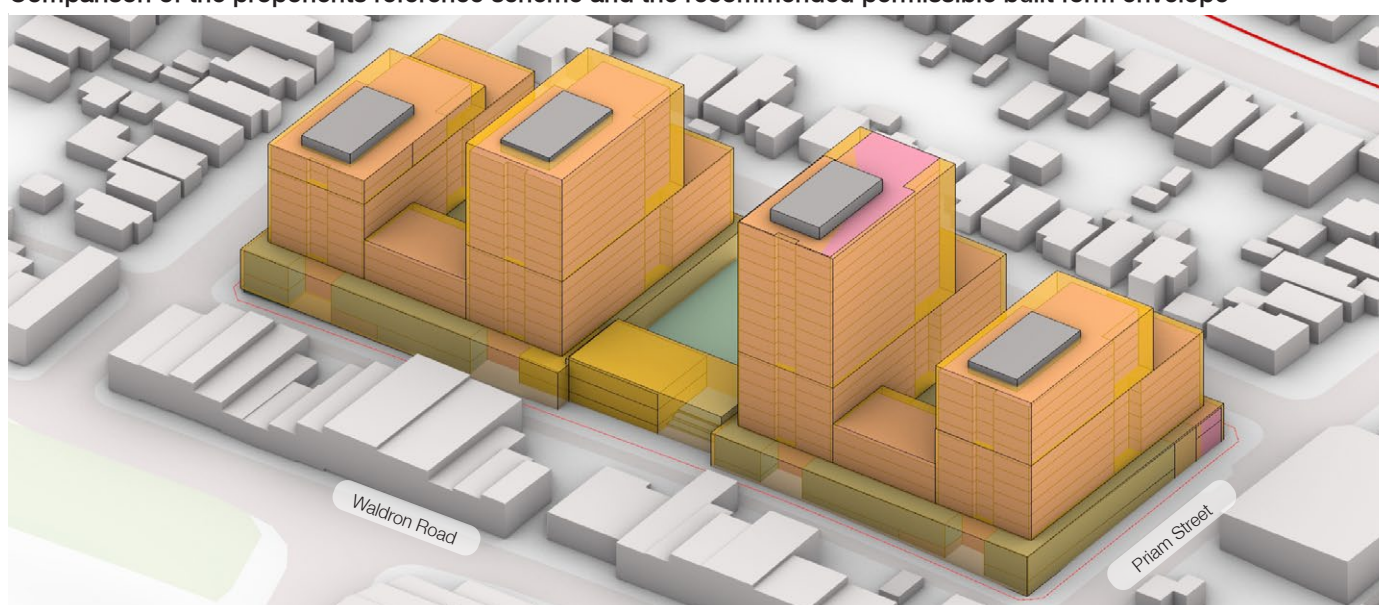 Comparison of the proponents reference scheme and the recommended permissible built form envelope
Waldron Road
Priam Street